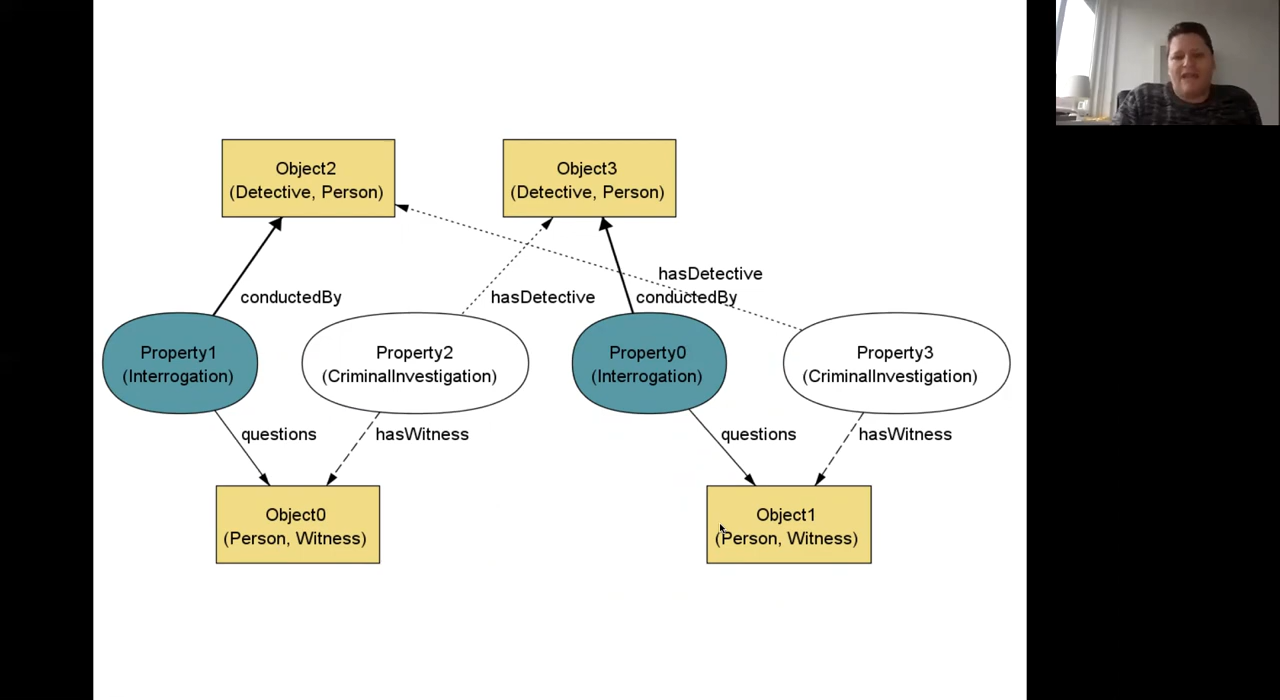 Object2
(Detective, Person)
Object3
(Detective, Person)
hasDetective
conductedBy
hasDetective
conductedBy
Property1
(Interrogation)
Property2
(CriminalInvestigation)
Property0
(Interrogation)
Property3
(CriminalInvestigation)
questions
hasWitness
questions
hasWitness
Object0
(Person, Witness)
Object1
(Person, Witness)